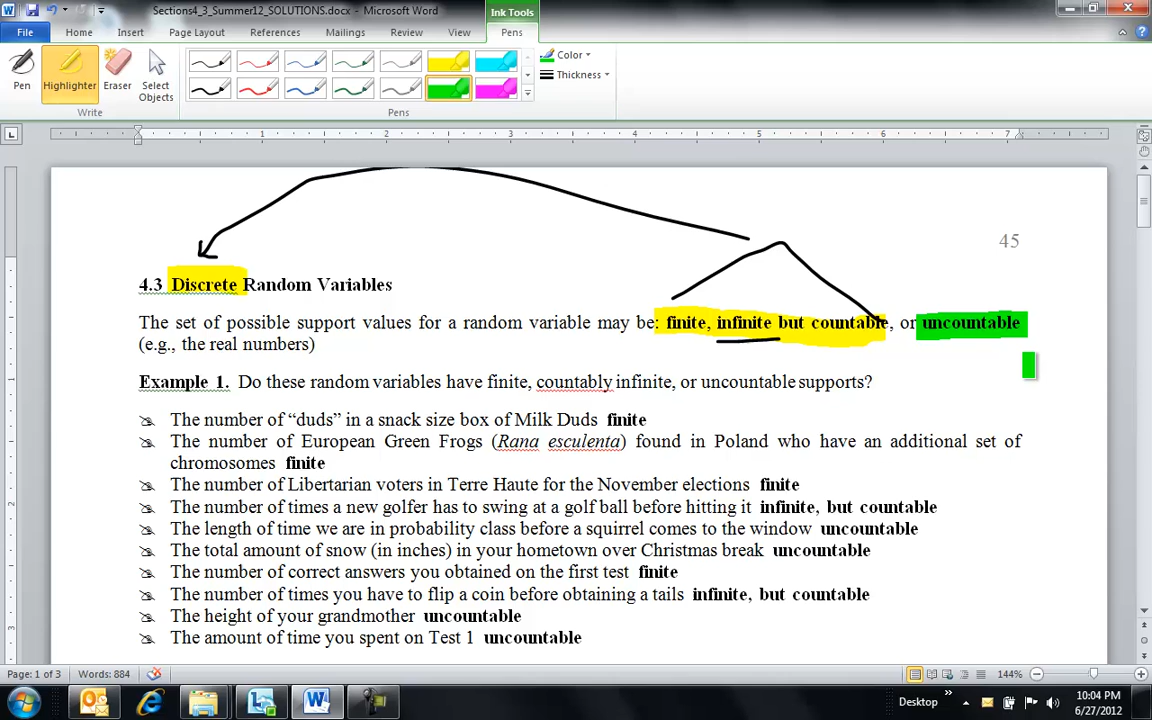 Sections4_3_Summer12_SOLUTIONS.docx - Microsoft Word
Ink Tools
File Home Insert Page Layout References Mailings Review View Pens
Pen Highlighter Eraser Select Objects
Color
Thickness
Write Pens
1 2 3 4 5 6 7
45
4.3 Discrete Random Variables
The set of possible support values for a random variable may be: finite, infinite but countable, or uncountable
(e.g., the real numbers)
Example 1. Do these random variables have finite, countably infinite, or uncountable supports?
The number of “duds” in a snack size box of Milk Duds finite
The number of European Green Frogs (Rana esculenta) found in Poland who have an additional set of
chromosomes finite
The number of Libertarian voters in Terre Haute for the November elections finite
The number of times a new golfer has to swing at a golf ball before hitting it infinite, but countable
The length of time we are in probability class before a squirrel comes to the window uncountable
The total amount of snow (in inches) in your hometown over Christmas break uncountable
The number of correct answers you obtained on the first test finite
The number of times you have to flip a coin before obtaining a tails infinite, but countable
The height of your grandmother uncountable
The amount of time you spent on Test 1 uncountable
Page: 1 of 3 Words: 884 144%
Desktop 10:04 PM
6/27/2012